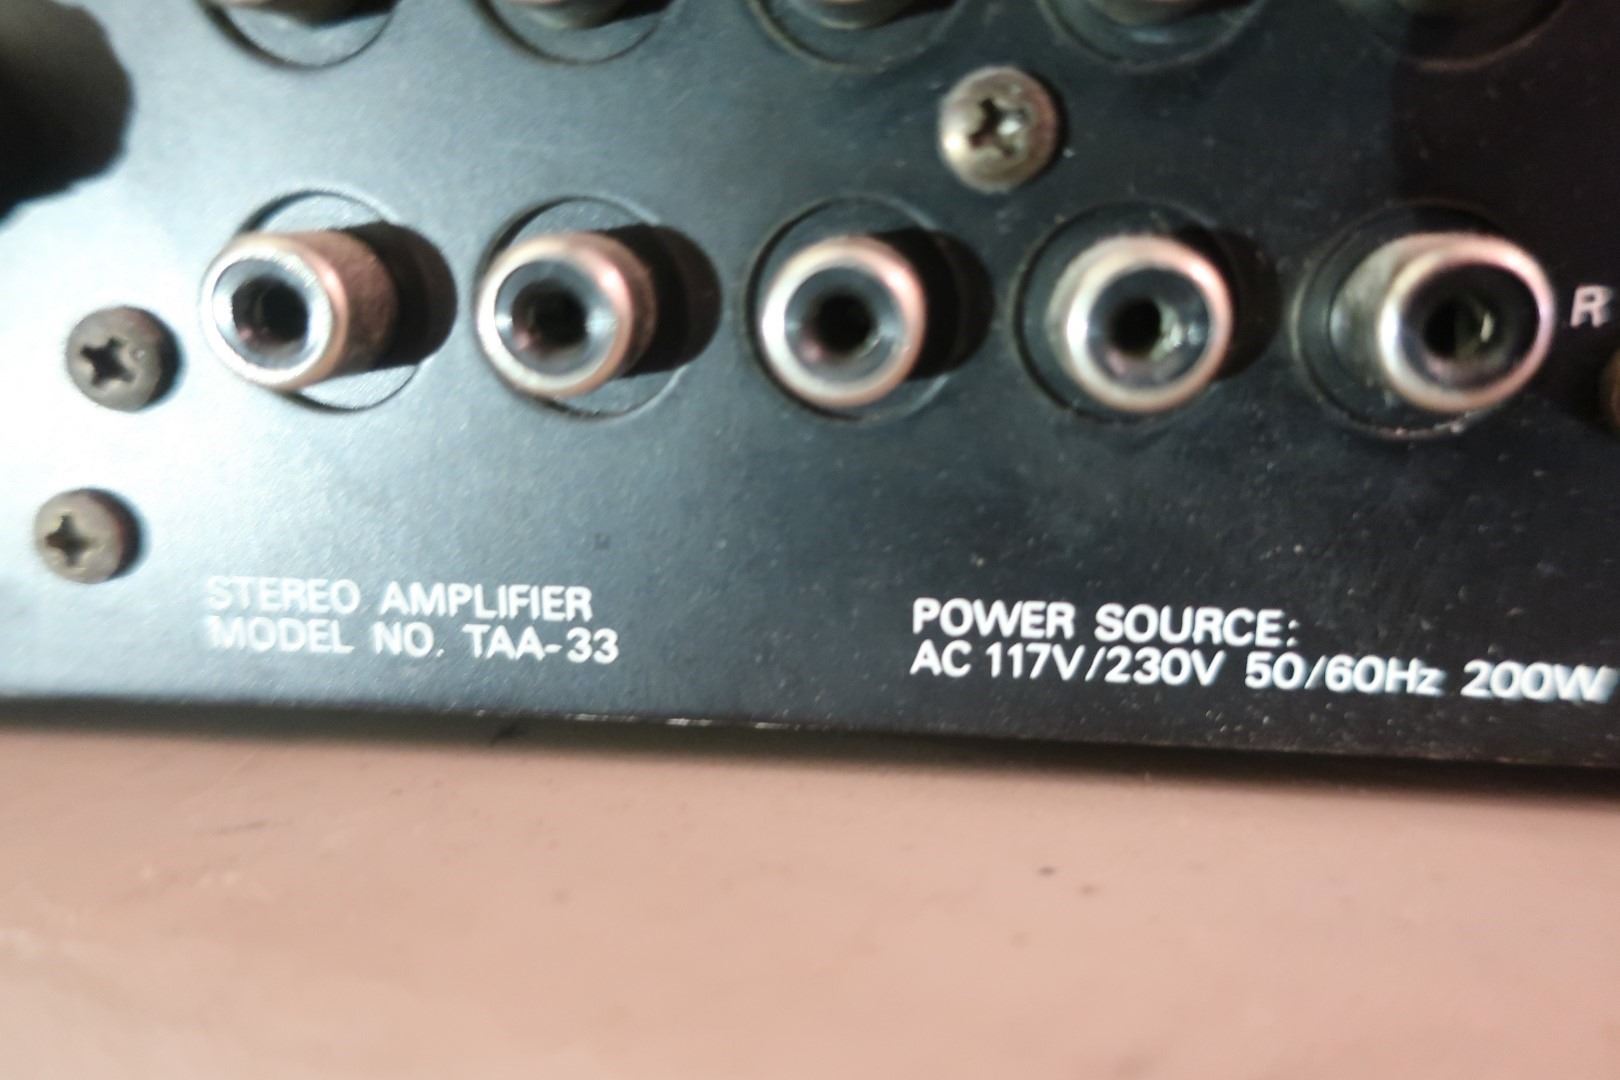 R
STEREO AMPLIFIER
MODEL NO. TAA-33
POWER SOURCE:
AC 117V/230V 50/60Hz 200W